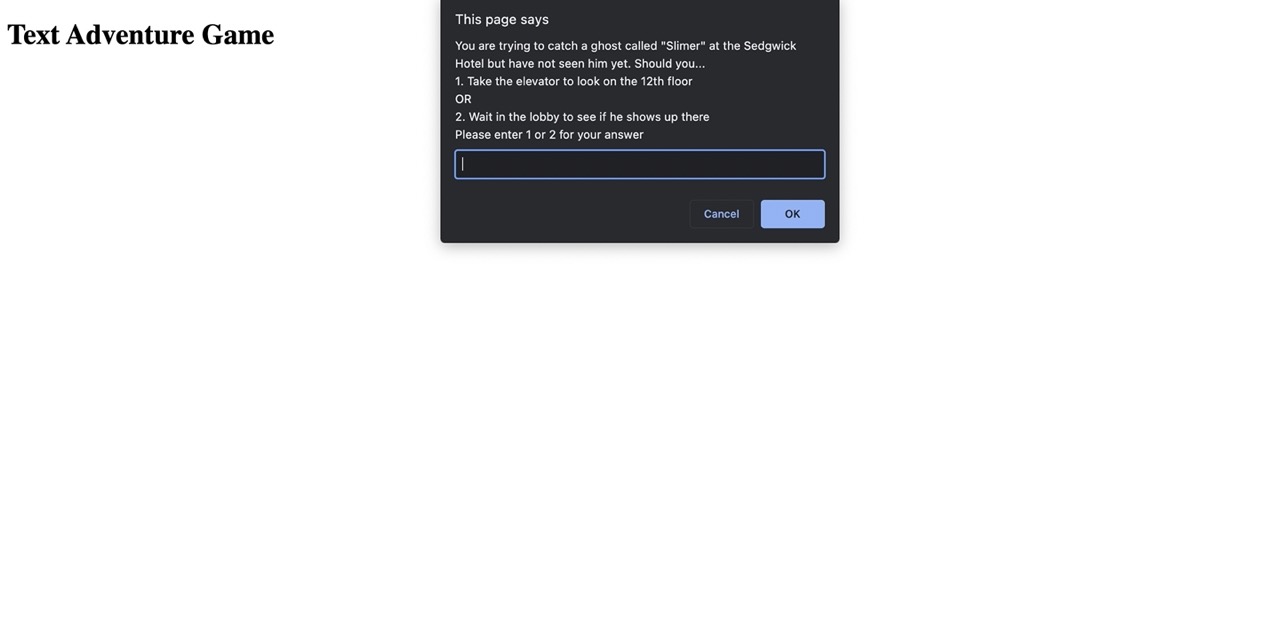 Text Adventure Game
This page says
You are trying to catch a ghost called "Slimer" at the Sedgwick
Hotel but have not seen him yet. Should you...
1. Take the elevator to look on the 12th floor
OR
2. Wait in the lobby to see if he shows up there
Please enter 1 or 2 for your answer
Cancel
OK